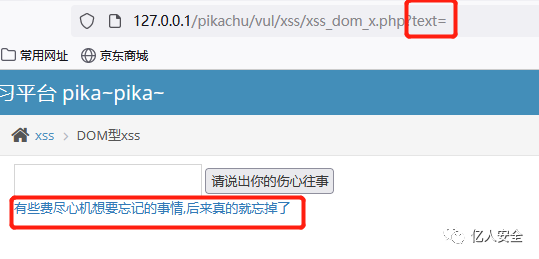 127.0.0.1/pikachu/vul/xss/xss_dom_x.php?text=
常用网址 京东商城
习平台 pika~pika~
xss > DOM型xss
请说出你的伤心往事
有些费尽心机想要忘记的事情,后来真的就忘掉了
亿人安全